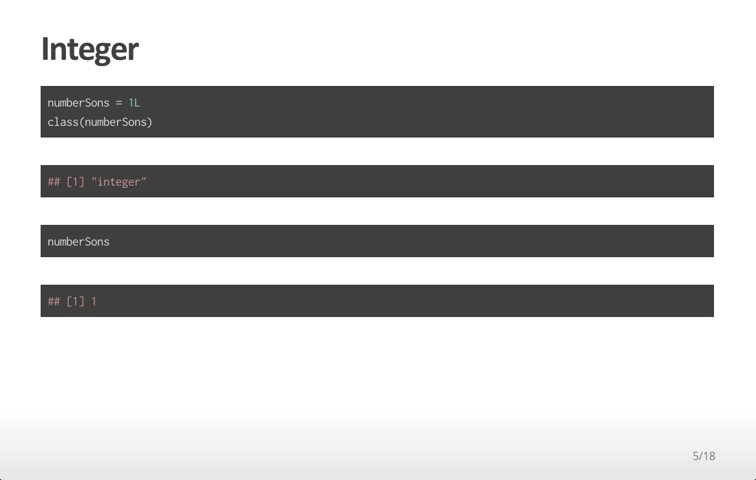 Integer
numberSons = 1L
class(numberSons)
## [1] "integer"
numberSons
## [1] 1
5/18